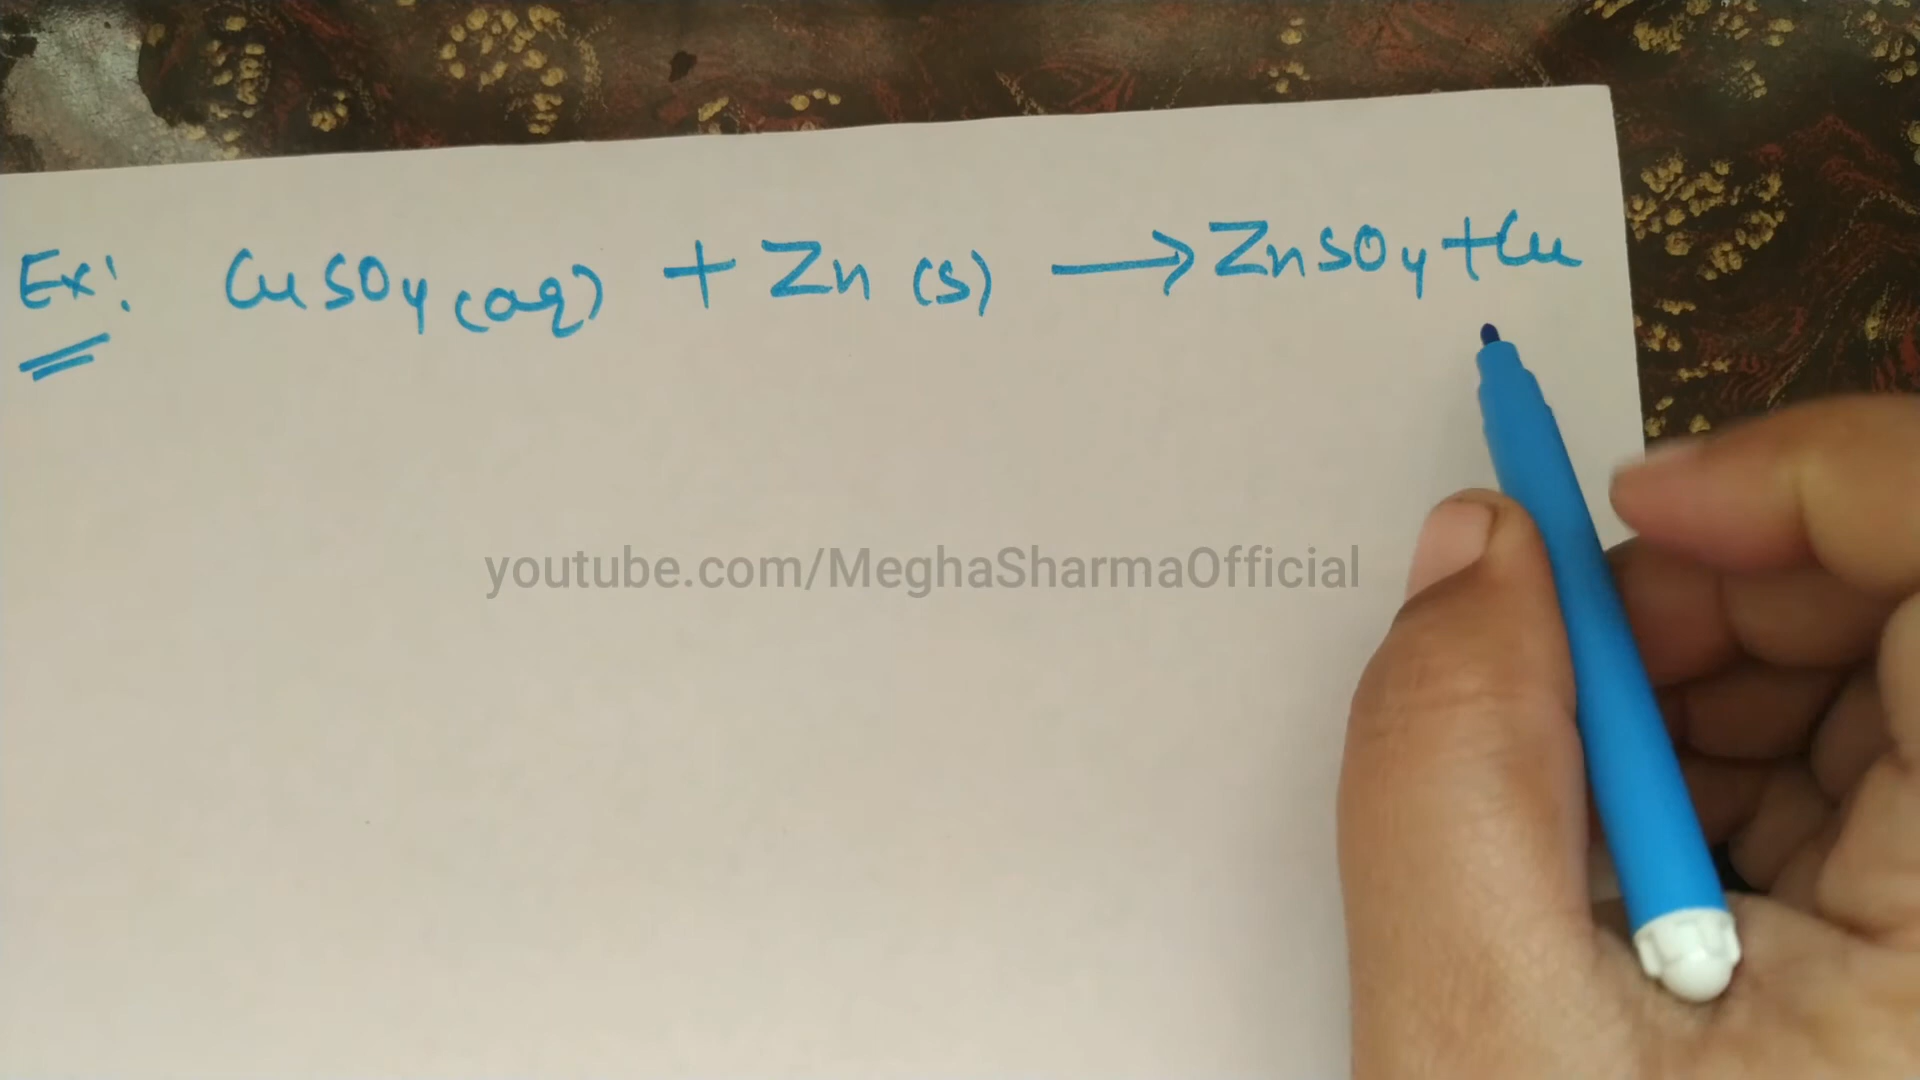 Ex: CuSO4(aq) + Zn (s) ⟶ ZnSO4 + Cu
youtube.com/MeghaSharmaOfficial